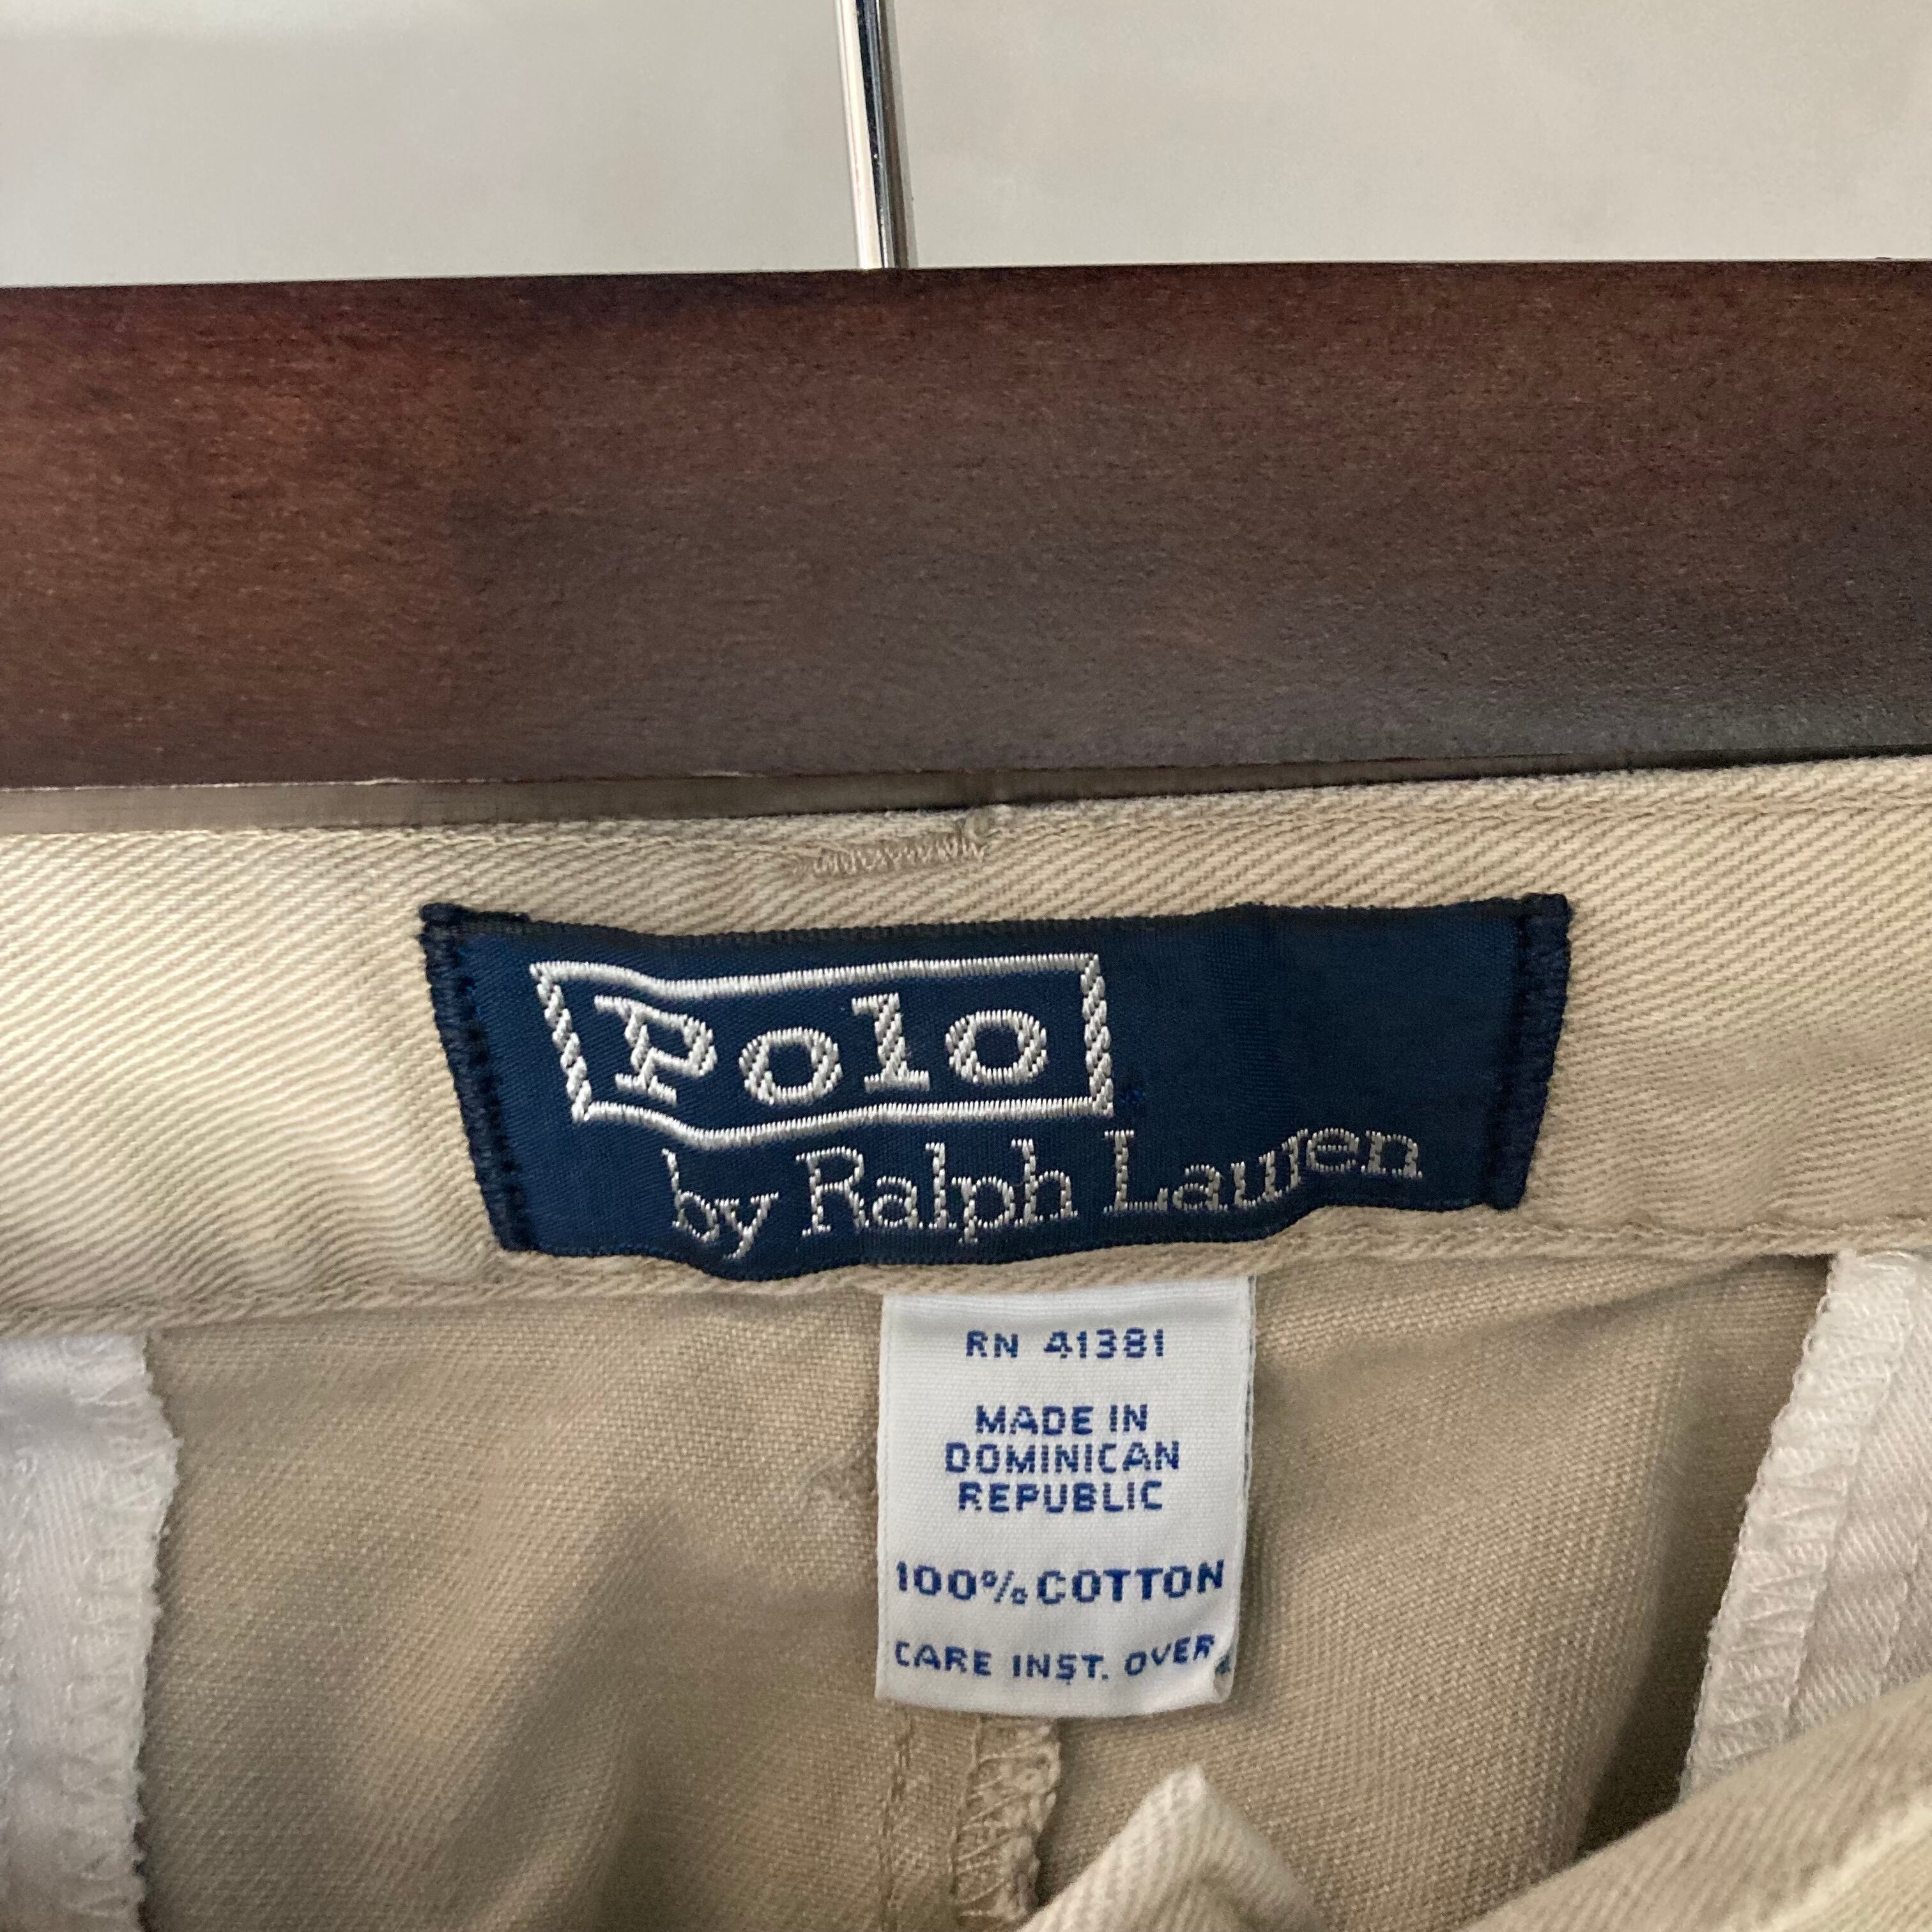 Polo
by Ralph Lauren
RN 41381
MADE IN
DOMINICAN
REPUBLIC
100% COTTON
CARE INST. OVER